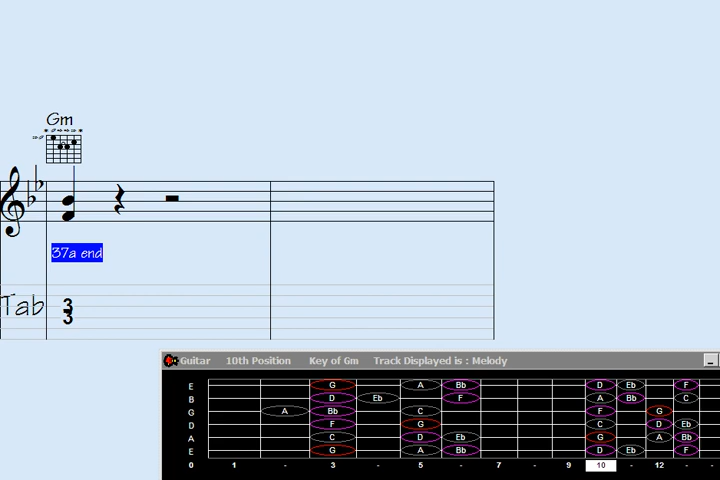 Gm
37a end
Tab
3
3
Guitar 10th Position Key of Gm Track Displayed is : Melody
E G A Bb D Eb F
B D Eb F A Bb C
G A Bb C F G
D F G C D Eb
A C D Eb G A Bb
E G A Bb D Eb F
0 1 - 3 - 5 - 7 - 9 10 - 12 - -